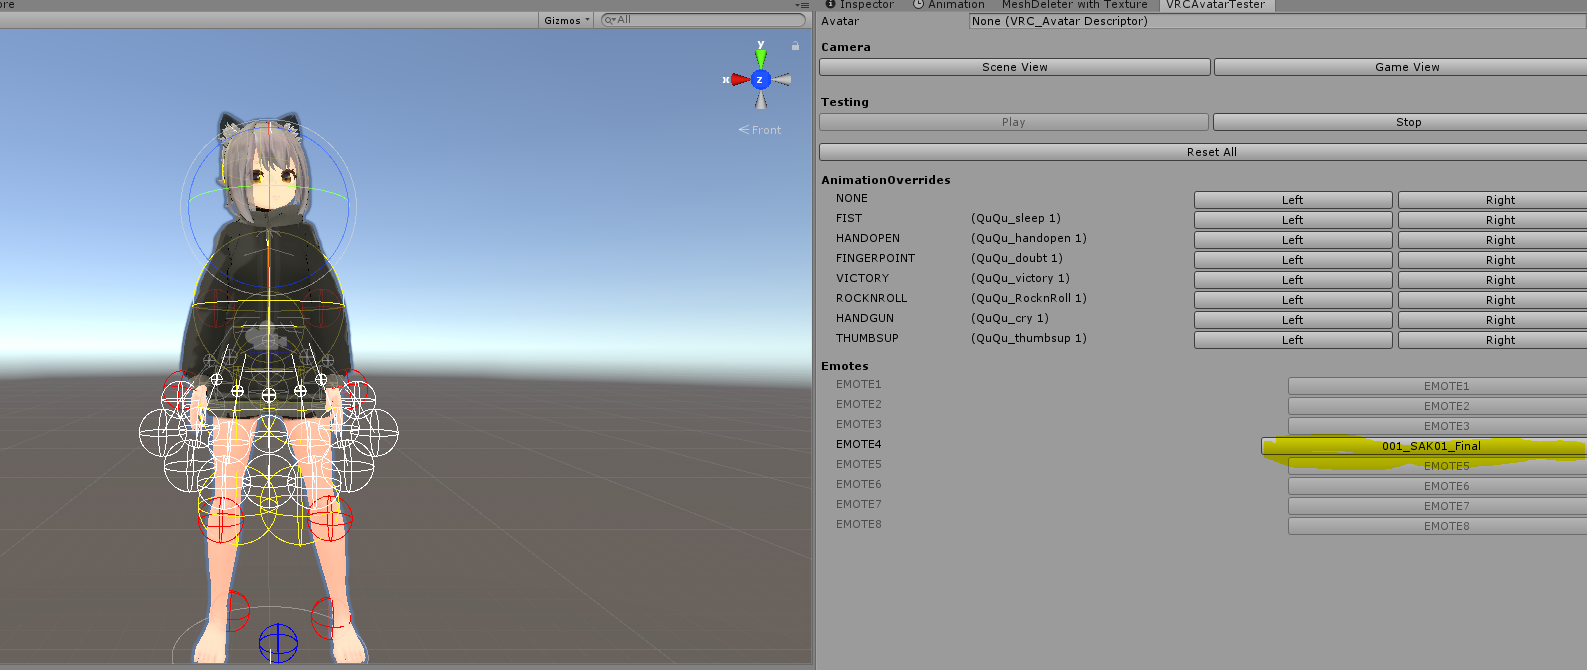 ore
Gizmos
All
y
x
z
Front
Inspector
Animation
MeshDeleter with Texture
VRCAvatarTester
Avatar
None (VRC_Avatar Descriptor)
Camera
Scene View
Game View
Testing
Play
Stop
Reset All
AnimationOverrides
NONE Left Right
FIST (QuQu_sleep 1) Left Right
HANDOPEN (QuQu_handopen 1) Left Right
FINGERPOINT (QuQu_doubt 1) Left Right
VICTORY (QuQu_victory 1) Left Right
ROCKNROLL (QuQu_RocknRoll 1) Left Right
HANDGUN (QuQu_cry 1) Left Right
THUMBSUP (QuQu_thumbsup 1) Left Right
Emotes
EMOTE1 EMOTE1
EMOTE2 EMOTE2
EMOTE3 EMOTE3
EMOTE4 001_SAK01_Final
EMOTE5 EMOTE5
EMOTE6 EMOTE6
EMOTE7 EMOTE7
EMOTE8 EMOTE8